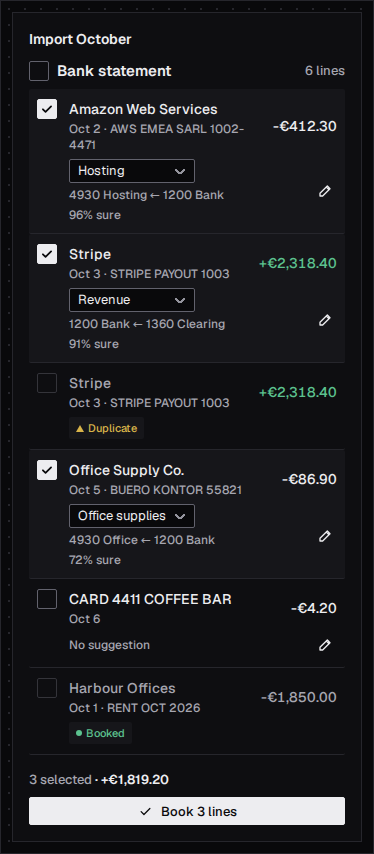 Import October
Bank statement 6 lines
Amazon Web Services
-€412.30
Oct 2 · AWS EMEA SARL 1002-
4471
Hosting
4930 Hosting ← 1200 Bank
96% sure
Stripe
+€2,318.40
Oct 3 · STRIPE PAYOUT 1003
Revenue
1200 Bank ← 1360 Clearing
91% sure
Stripe
+€2,318.40
Oct 3 · STRIPE PAYOUT 1003
Duplicate
Office Supply Co.
-€86.90
Oct 5 · BUERO KONTOR 55821
Office supplies
4930 Office ← 1200 Bank
72% sure
CARD 4411 COFFEE BAR
-€4.20
Oct 6
No suggestion
Harbour Offices
-€1,850.00
Oct 1 · RENT OCT 2026
Booked
3 selected · +€1,819.20
Book 3 lines